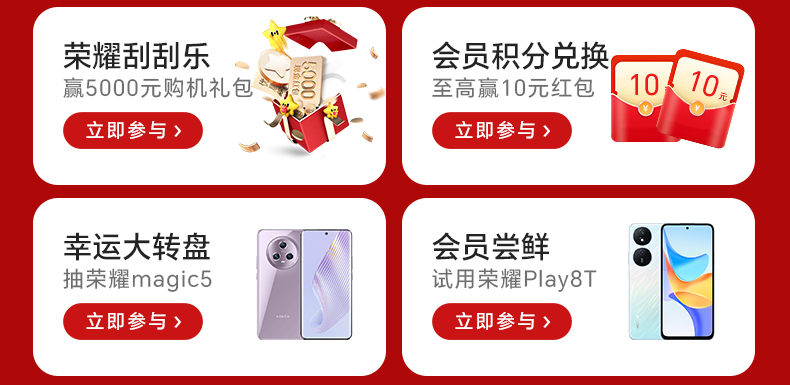 荣耀刮刮乐
赢5000元购机礼包
立即参与 >
5000
会员积分兑换
至高赢10元红包
立即参与 >
10
¥
10元
¥
幸运大转盘
抽荣耀magic5
立即参与 >
会员尝鲜
试用荣耀Play8T
立即参与 >